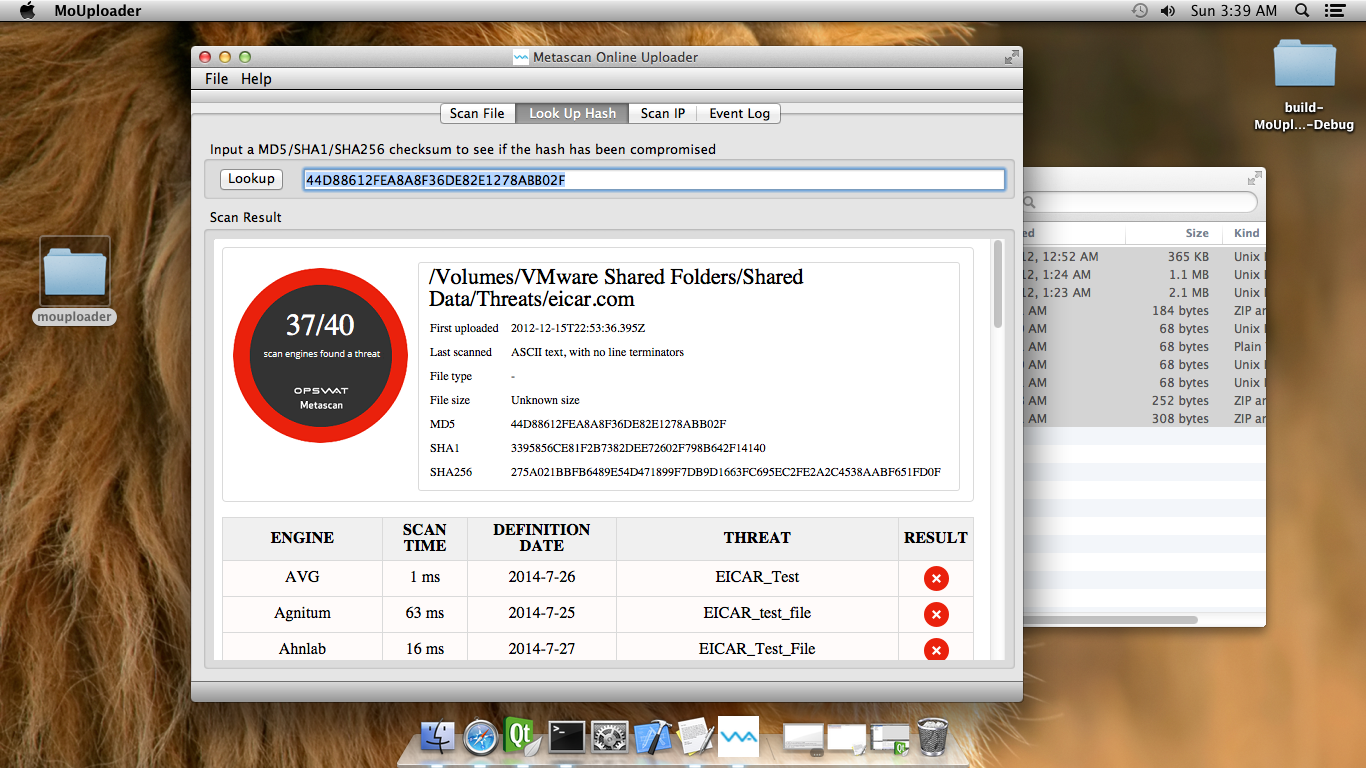 MoUploader
Sun 3:39 AM
Metascan Online Uploader
File Help
Scan File Look Up Hash Scan IP Event Log
Input a MD5/SHA1/SHA256 checksum to see if the hash has been compromised
Lookup 44D88612FEA8A8F36DE82E1278ABB02F
Scan Result
37/40
scan engines found a threat
OPSWAT
Metascan
/Volumes/VMware Shared Folders/Shared
Data/Threats/eicar.com
First uploaded 2012-12-15T22:53:36.395Z
Last scanned ASCII text, with no line terminators
File type -
File size Unknown size
MD5 44D88612FEA8A8F36DE82E1278ABB02F
SHA1 3395856CE81F2B7382DEE72602F798B642F14140
SHA256 275A021BBFB6489E54D471899F7DB9D1663FC695EC2FE2A2C4538AABF651FD0F
ENGINE SCAN TIME DEFINITION DATE THREAT RESULT
AVG 1 ms 2014-7-26 EICAR_Test
Agnitum 63 ms 2014-7-25 EICAR_test_file
Ahnlab 16 ms 2014-7-27 EICAR_Test_File
build-
MoUpl...-Debug
mouploader
ed Size Kind
12, 12:52 AM 365 KB Unix
12, 1:24 AM 1.1 MB Unix
12, 1:23 AM 2.1 MB Unix
AM 184 bytes ZIP ar
AM 68 bytes Unix
AM 68 bytes Plain
AM 68 bytes Unix
AM 68 bytes Unix
AM 252 bytes ZIP ar
AM 308 bytes ZIP ar
Qt